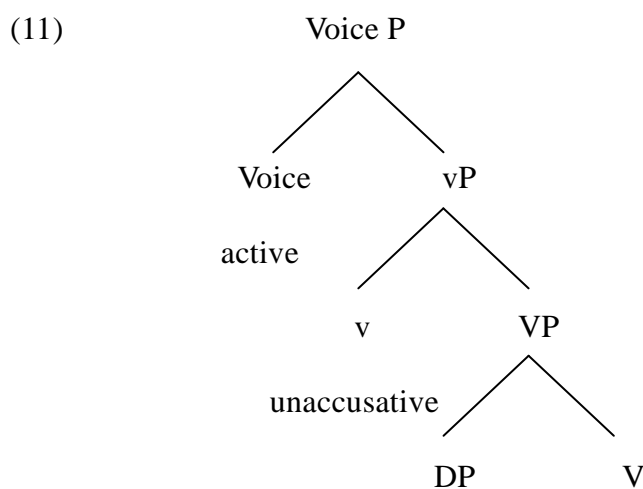 (11) Voice P
Voice vP
active
v VP
unaccusative
DP V